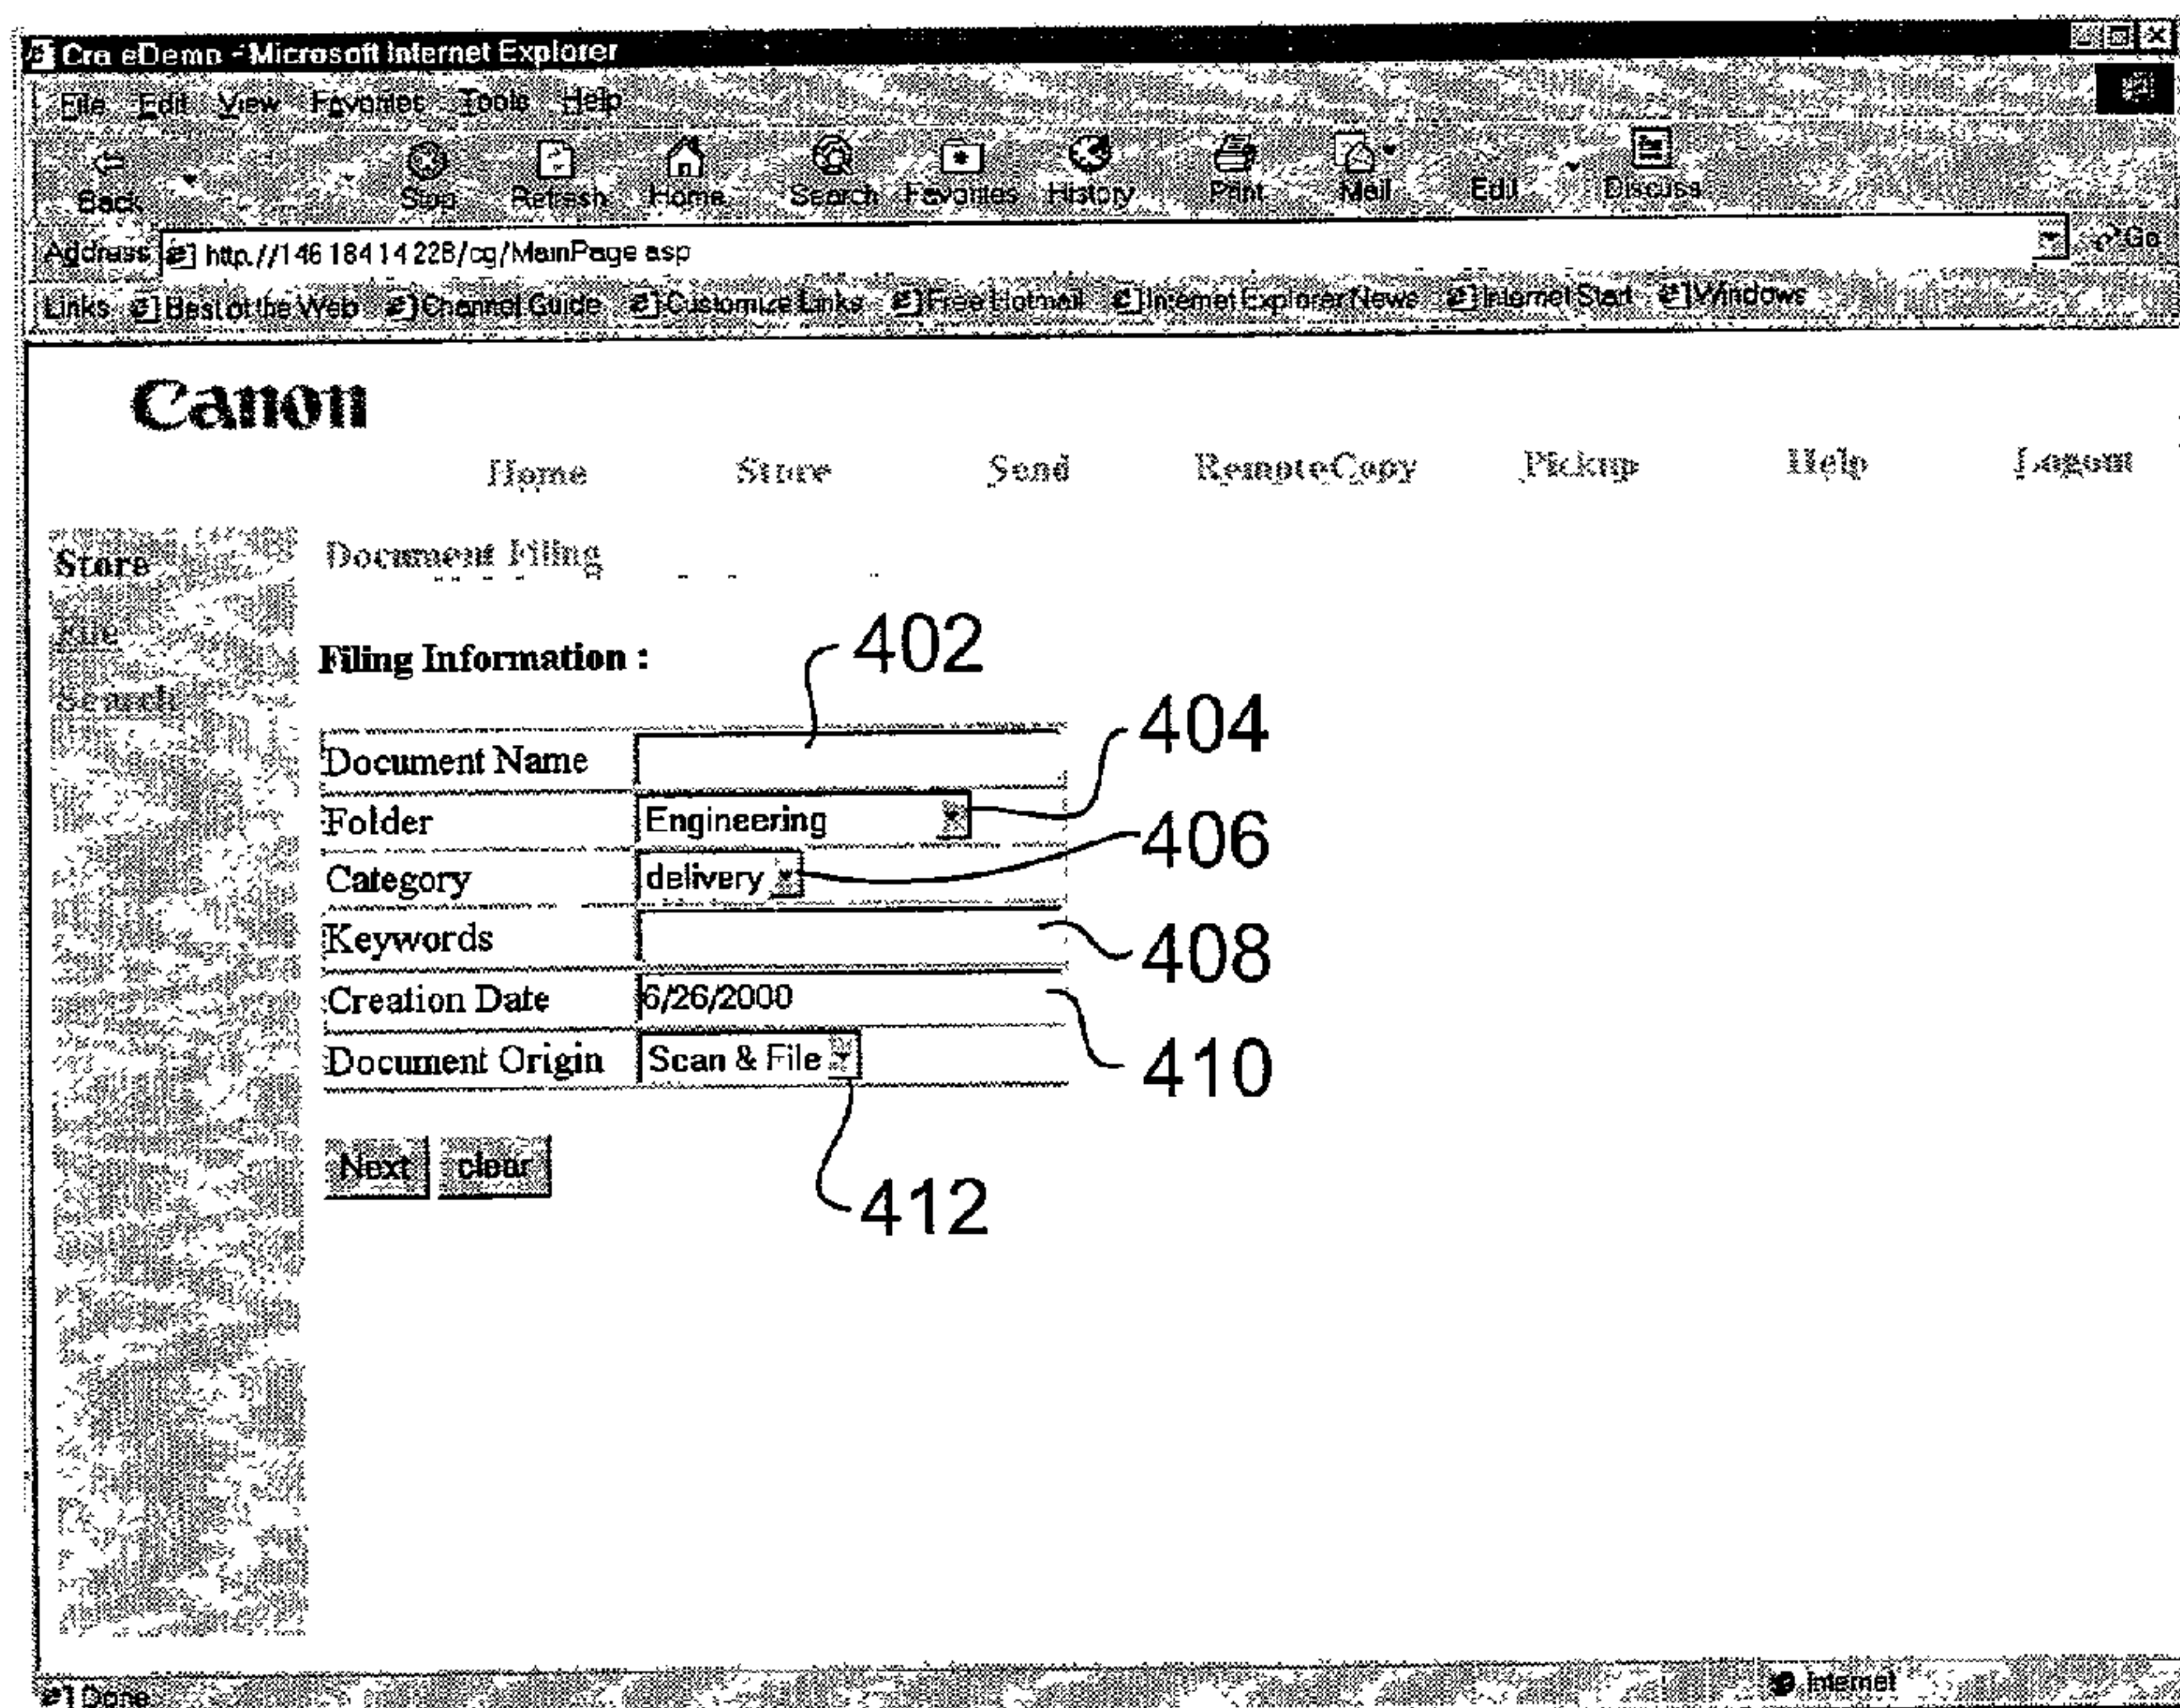 Cra eDemo - Microsoft Internet Explorer
File Edit View Favorites Tools Help
Back Stop Refresh Home Search Favorites History Print Mail Edit Discuss
Address http://146 184 14 228/cg/MainPage asp Go
Links Best of the Web Channel Guide Customize Links Free Hotmail Internet Explorer News Internet Start Windows
Canon
Home Store Send RemoteCopy Pickup Help Logout
Store
File
Search
Document Filing
Filing Information :
402
Document Name
404
Folder Engineering
406
Category delivery
Keywords
408
Creation Date 6/26/2000
410
Document Origin Scan & File
Next clear
412
Done Internet